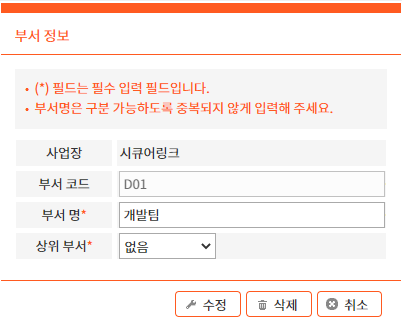 부서 정보
(*) 필드는 필수 입력 필드입니다.
부서명은 구분 가능하도록 중복되지 않게 입력해 주세요.
사업장 시큐어링크
부서 코드 D01
부서 명* 개발팀
상위 부서* 없음
수정 삭제 취소